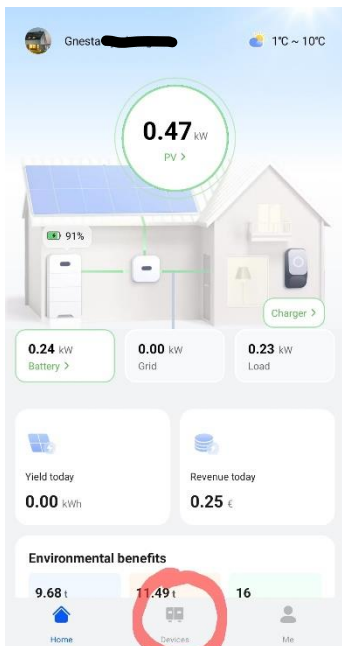 Gnesta
1°C ~ 10°C
0.47 kW
PV >
91%
Charger >
0.24 kW
Battery >
0.00 kW
Grid
0.23 kW
Load
Yield today
0.00 kWh
Revenue today
0.25 €
Environmental benefits
9.68 t
11.49 t
16
Home
Devices
Me